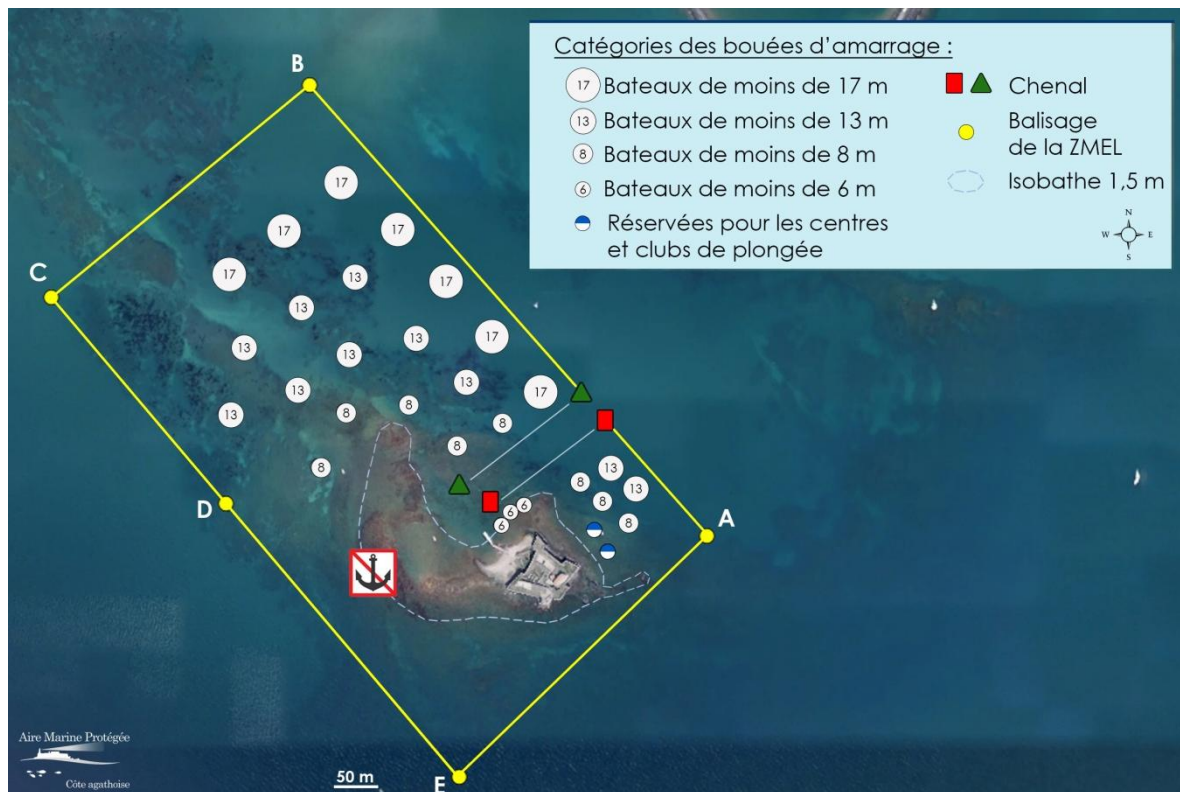 Catégories des bouées d'amarrage :
17 Bateaux de moins de 17 m
13 Bateaux de moins de 13 m
8 Bateaux de moins de 8 m
6 Bateaux de moins de 6 m
Réservées pour les centres
et clubs de plongée
Chenal
Balisage
de la ZMEL
Isobathe 1,5 m
N
W E
S
B
17
17
17
C
17
13
17
13
13
13
17
13
13
13
17
13
8
8
8
8
8
13
8
13
D
8
6
6
6
8
A
Aire Marine Protégée
Côte agathoise
50 m
E